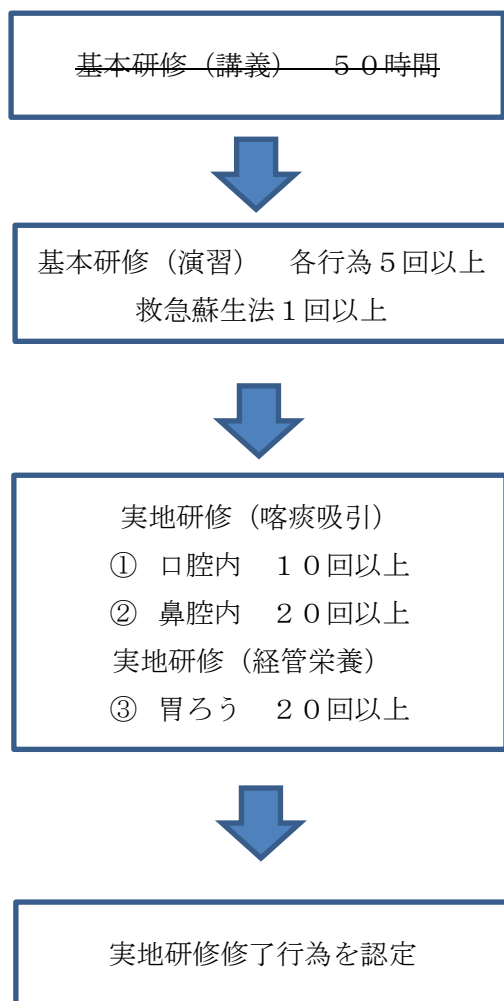 基本研修（講義）　５０時間
基本研修（演習）　各行為５回以上
救急蘇生法１回以上
実地研修（喀痰吸引）
①　口腔内　１０回以上
②　鼻腔内　２０回以上
実地研修（経管栄養）
③　胃ろう　２０回以上
実地研修修了行為を認定